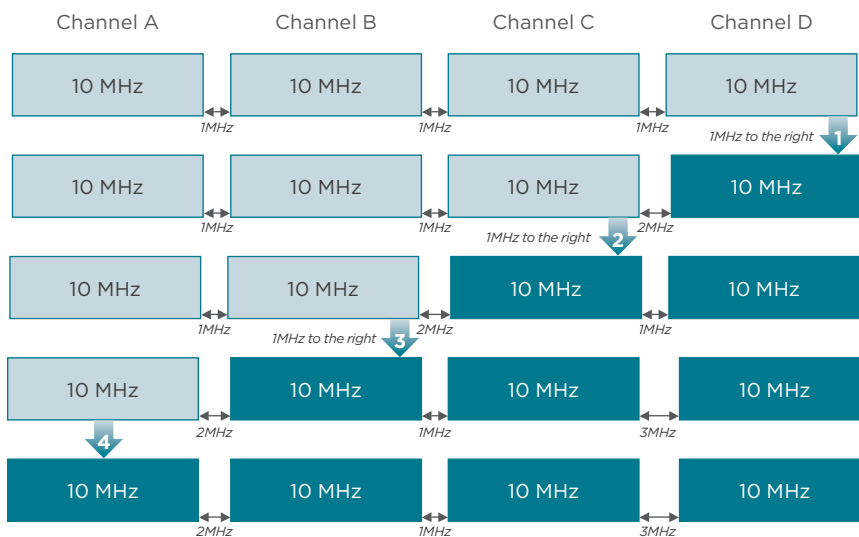 Channel A Channel B Channel C Channel D
10 MHz 10 MHz 10 MHz 10 MHz
1MHz 1MHz 1MHz
1MHz to the right 1
10 MHz 10 MHz 10 MHz 10 MHz
1MHz 1MHz 2MHz
1MHz to the right 2
10 MHz 10 MHz 10 MHz 10 MHz
1MHz 2MHz 1MHz
1MHz to the right 3
10 MHz 10 MHz 10 MHz 10 MHz
2MHz 1MHz 3MHz
4
10 MHz 10 MHz 10 MHz 10 MHz
2MHz 1MHz 3MHz